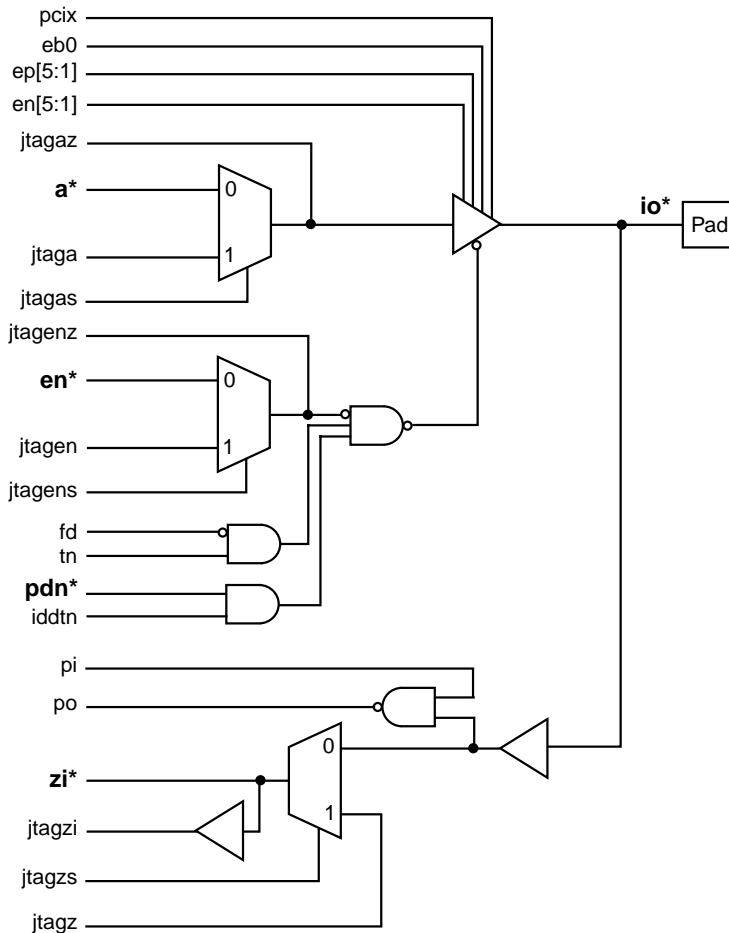 pcix
eb0
ep[5:1]
en[5:1]
jtagaz
a*
0
io*
Pad
jtaga
1
jtagas
jtagenz
en*
0
jtagen
1
jtagens
fd
tn
pdn*
iddtn
pi
po
0
zi*
1
jtagzi
jtagzs
jtagz